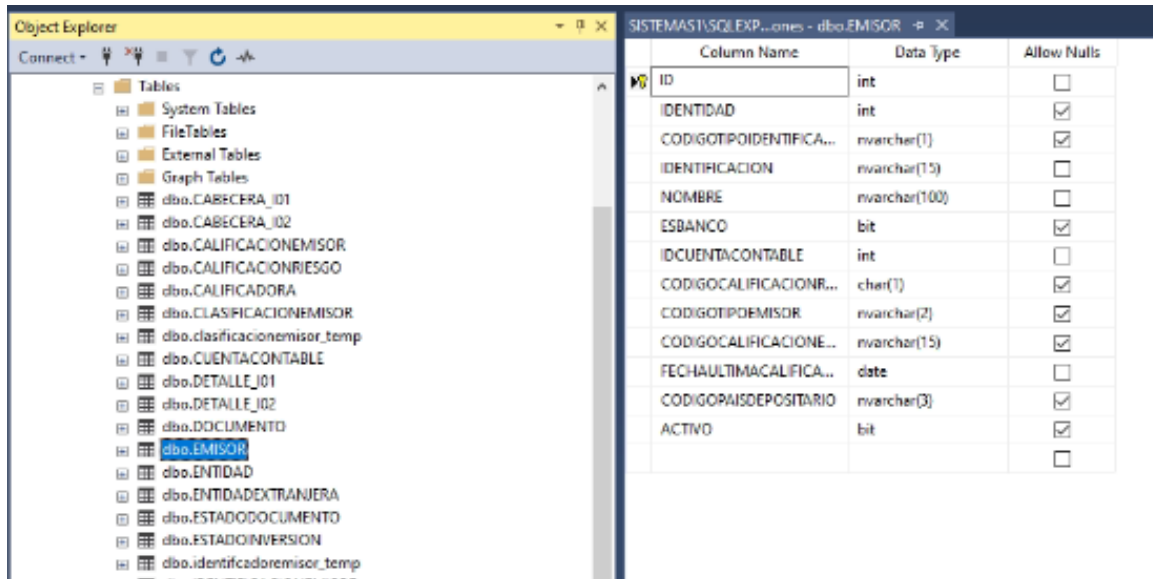 Object Explorer
Connect
Tables
System Tables
FileTables
External Tables
Graph Tables
dbo.CABECERA_I01
dbo.CABECERA_I02
dbo.CALIFICACIONEMISOR
dbo.CALIFICACIONRIESGO
dbo.CALIFICADORA
dbo.CLASIFICACIONEMISOR
dbo.clasificacionemisor_temp
dbo.CUENTACONTABLE
dbo.DETALLE_I01
dbo.DETALLE_I02
dbo.DOCUMENTO
dbo.EMISOR
dbo.ENTIDAD
dbo.ENTIDADEXTRANJERA
dbo.ESTADODOCUMENTO
dbo.ESTADOINVERSION
dbo.identifcadoremisor_temp
SISTEMAS1\SQLEXP...ones - dbo.EMISOR
Column Name Data Type Allow Nulls
ID int
IDENTIDAD int
CODIGOTIPOIDENTIFICA... nvarchar(1)
IDENTIFICACION nvarchar(15)
NOMBRE nvarchar(100)
ESBANCO bit
IDCUENTACONTABLE int
CODIGOCALIFICACIONR... char(1)
CODIGOTIPOEMISOR nvarchar(2)
CODIGOCALIFICACIONE... nvarchar(15)
FECHAULTIMACALIFICA... date
CODIGOPAISDEPOSITARIO nvarchar(3)
ACTIVO bit